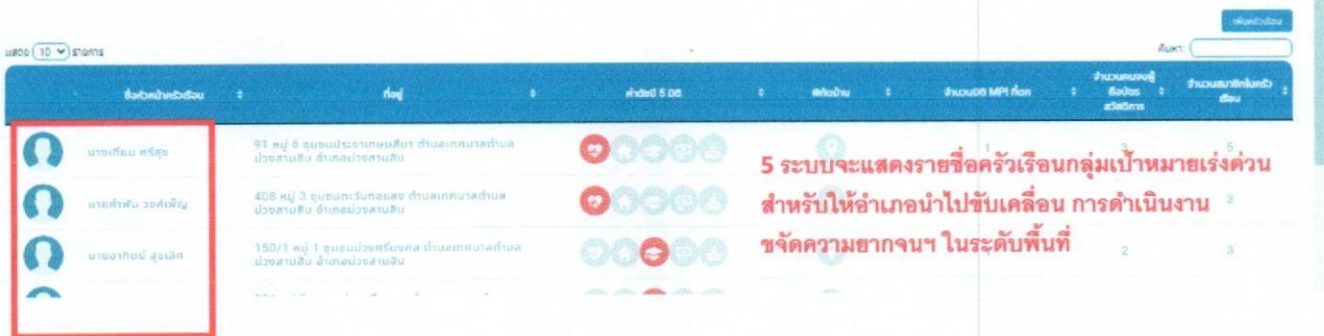 เพิ่มครัวเรือน
แสดง 10 รายการ
ค้นหา:
ชื่อหัวหน้าครัวเรือน ที่อยู่ ค่าดัชนี 5 มิติ พิกัดบ้าน จำนวนมิติ MPI ที่ตก จำนวนคนจนผู้ถือบัตรสวัสดิการ จำนวนสมาชิกในครัวเรือน
นายเทียม ศรีสุข
91 หมู่ 6 ชุมชนประชาเกษมสีมา ตำบลเทศบาลตำบล
ม่วงสามสิบ อำเภอม่วงสามสิบ
1 3 5
นายคำพัน วงศ์เพ็ญ
408 หมู่ 3 ชุมชนตะวันทอแสง ตำบลเทศบาลตำบล
ม่วงสามสิบ อำเภอม่วงสามสิบ
3
นายอาทิตย์ สุขเลิศ
150/1 หมู่ 1 ชุมชนม่วงศรีมงคล ตำบลเทศบาลตำบล
ม่วงสามสิบ อำเภอม่วงสามสิบ
2 3
5 ระบบจะแสดงรายชื่อครัวเรือนกลุ่มเป้าหมายเร่งด่วน
สำหรับให้อำเภอนำไปขับเคลื่อน การดำเนินงาน
ขจัดความยากจนฯ ในระดับพื้นที่